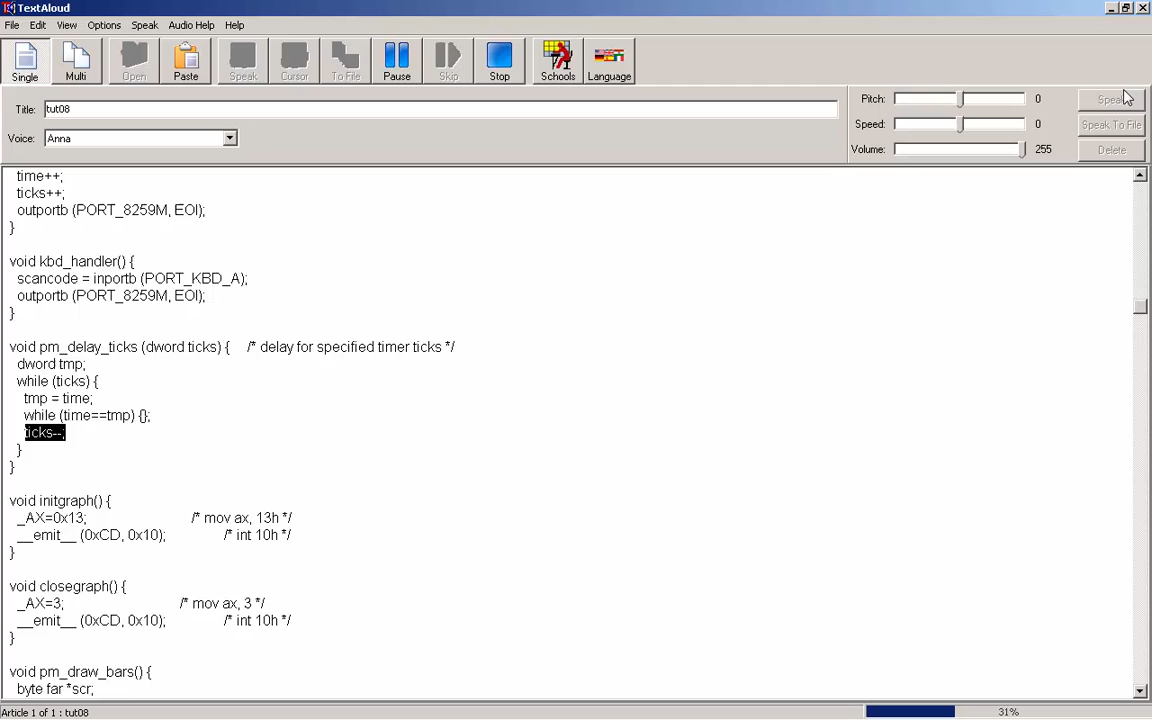 TextAloud
File Edit View Options Speak Audio Help Help
Single Multi Open Paste Speak Cursor To File Pause Skip Stop Schools Language
Title: tut08
Voice: Anna
Pitch: 0
Speed: 0
Volume: 255
Speak
Speak To File
Delete
time++;
ticks++;
outportb (PORT_8259M, EOI);
}
void kbd_handler() {
scancode = inportb (PORT_KBD_A);
outportb (PORT_8259M, EOI);
}
void pm_delay_ticks (dword ticks) { /* delay for specified timer ticks */
dword tmp;
while (ticks) {
tmp = time;
while (time==tmp) {};
ticks--;
}
}
void initgraph() {
_AX=0x13; /* mov ax, 13h */
__emit__ (0xCD, 0x10); /* int 10h */
}
void closegraph() {
_AX=3; /* mov ax, 3 */
__emit__ (0xCD, 0x10); /* int 10h */
}
void pm_draw_bars() {
byte far *scr;
Article 1 of 1 : tut08 31%